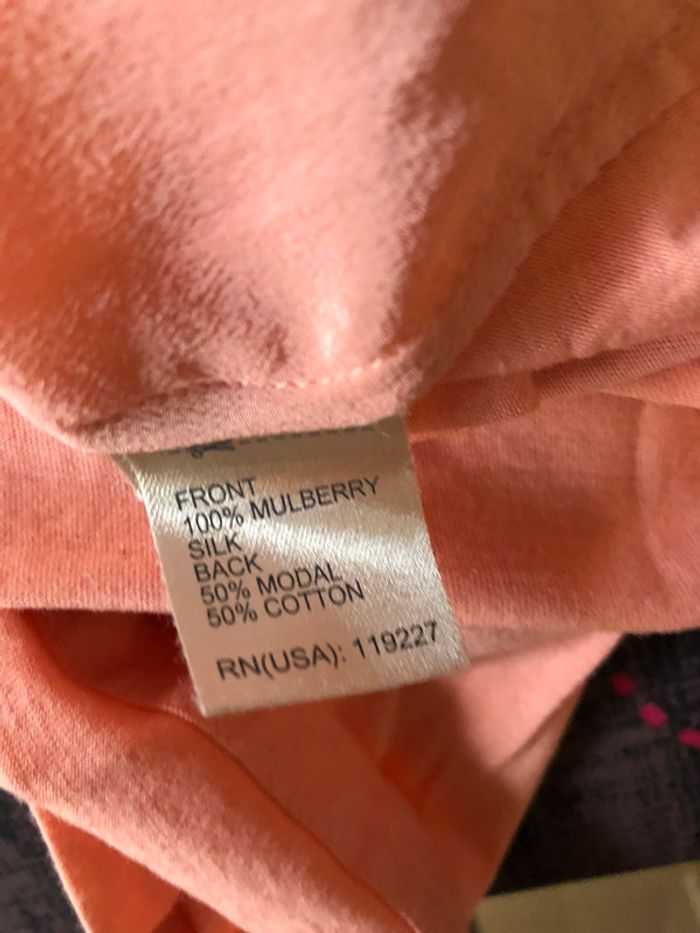 FRONT
100% MULBERRY
SILK
BACK
50% MODAL
50% COTTON
RN(USA): 119227